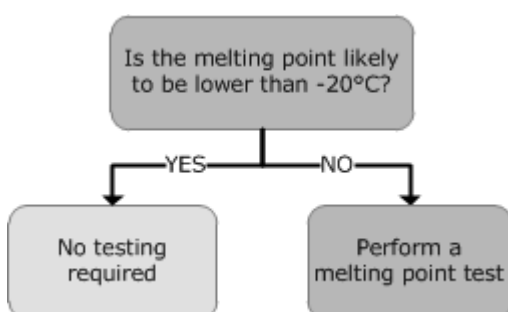 Is the melting point likely
to be lower than -20°C?
YES
NO
No testing
required
Perform a
melting point test